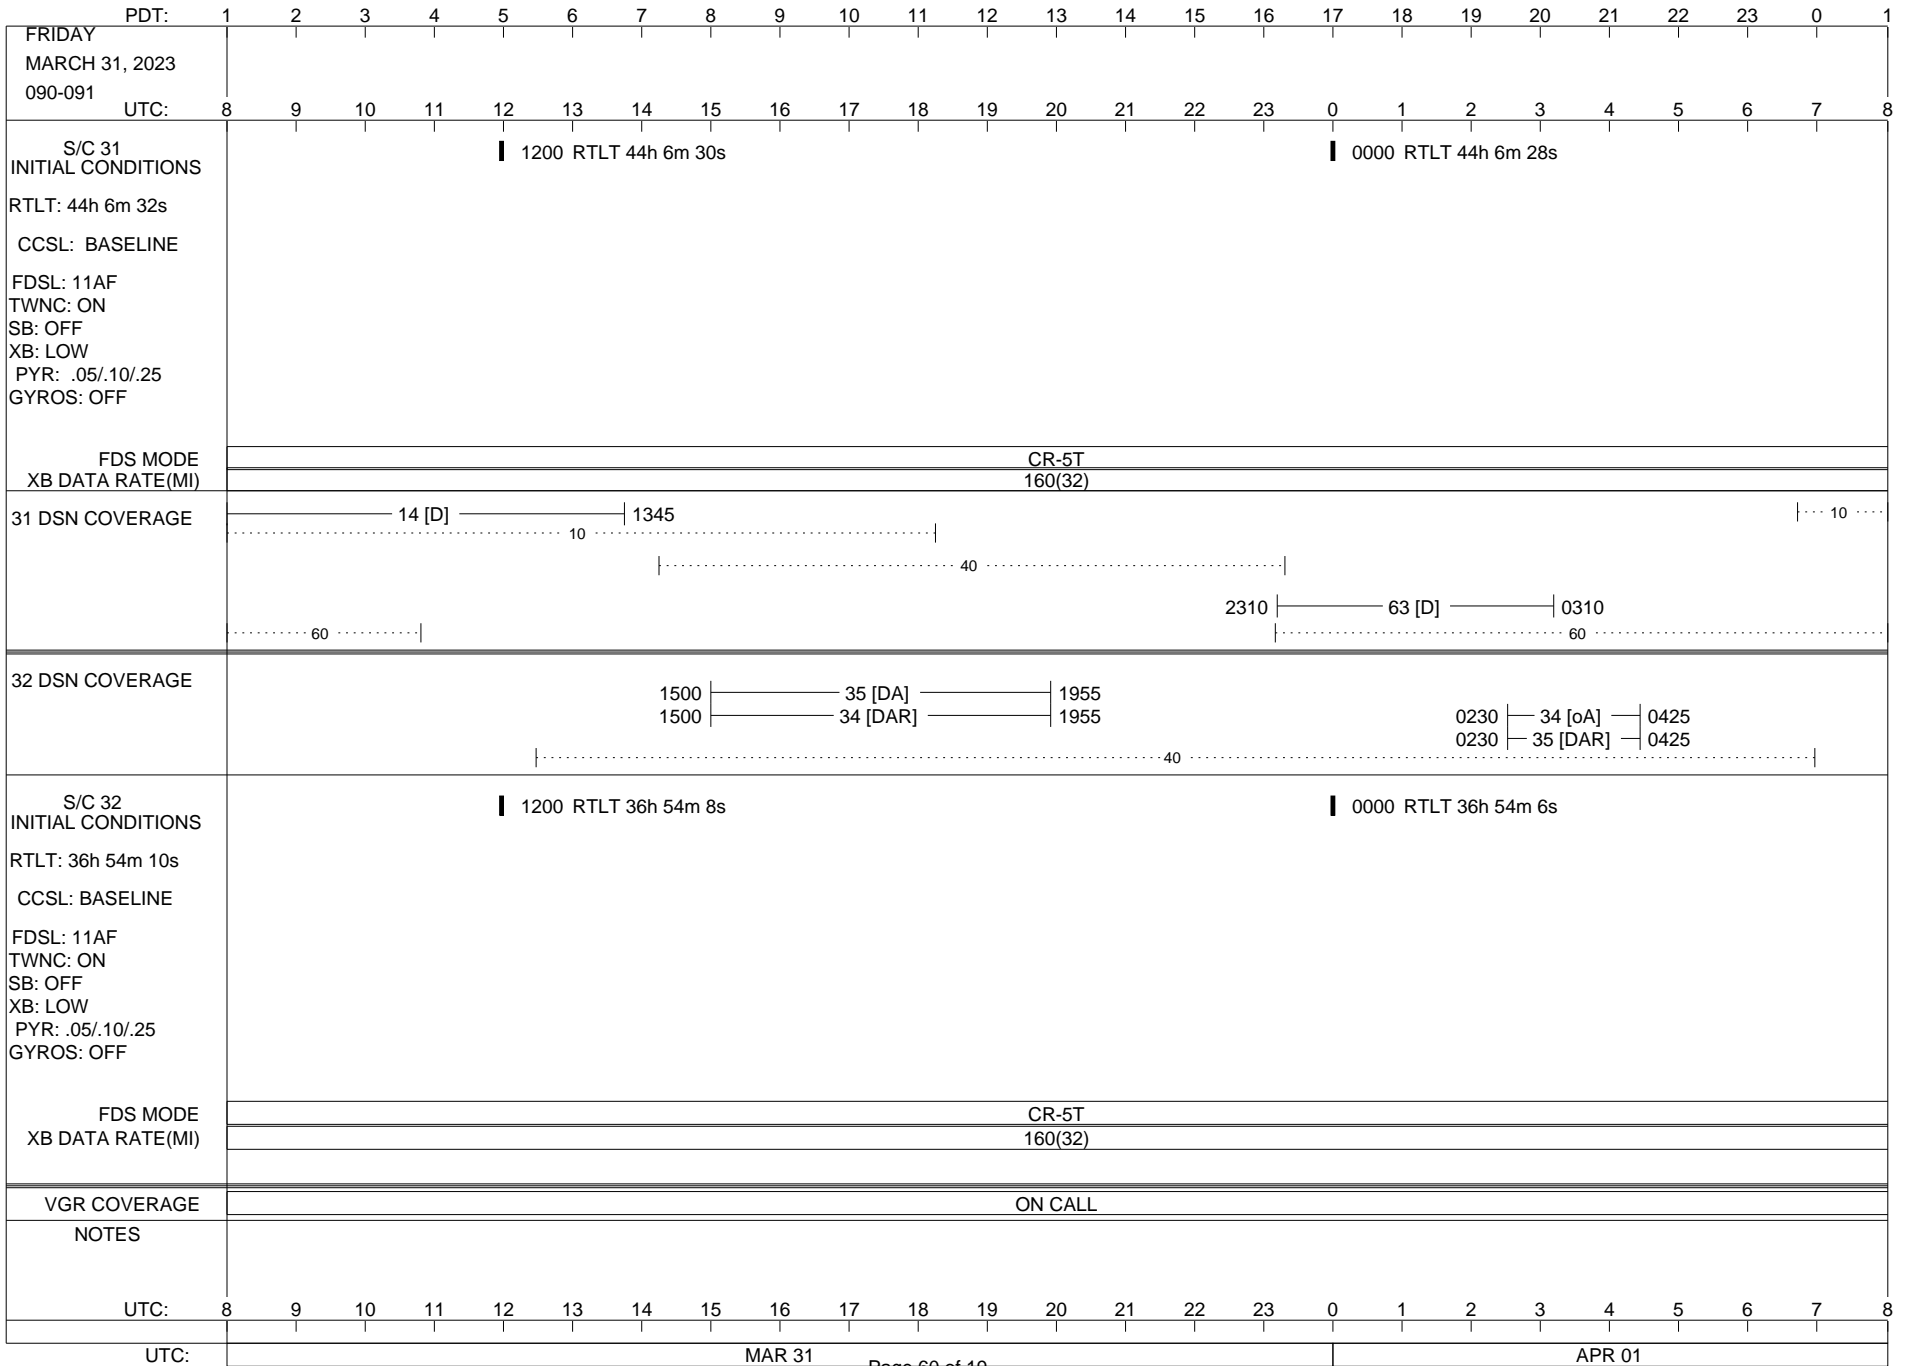 PDT: 1 2 3 4 5 6 7 8 9 10 11 12 13 14 15 16 17 18 19 20 21 22 23 0 1
FRIDAY
MARCH 31, 2023
090-091
UTC: 8 9 10 11 12 13 14 15 16 17 18 19 20 21 22 23 0 1 2 3 4 5 6 7 8
S/C 31
INITIAL CONDITIONS
1200 RTLT 44h 6m 30s
0000 RTLT 44h 6m 28s
RTLT: 44h 6m 32s
CCSL: BASELINE
FDSL: 11AF
TWNC: ON
SB: OFF
XB: LOW
PYR: .05/.10/.25
GYROS: OFF
FDS MODE CR-5T
XB DATA RATE(MI) 160(32)
31 DSN COVERAGE
14 [D] 1345
10
10
40
2310 63 [D] 0310
60
60
32 DSN COVERAGE
1500 35 [DA] 1955
1500 34 [DAR] 1955
0230 34 [oA] 0425
0230 35 [DAR] 0425
40
S/C 32
INITIAL CONDITIONS
1200 RTLT 36h 54m 8s
0000 RTLT 36h 54m 6s
RTLT: 36h 54m 10s
CCSL: BASELINE
FDSL: 11AF
TWNC: ON
SB: OFF
XB: LOW
PYR: .05/.10/.25
GYROS: OFF
FDS MODE CR-5T
XB DATA RATE(MI) 160(32)
VGR COVERAGE ON CALL
NOTES
UTC: 8 9 10 11 12 13 14 15 16 17 18 19 20 21 22 23 0 1 2 3 4 5 6 7 8
UTC: MAR 31 APR 01
Page 60 of 10